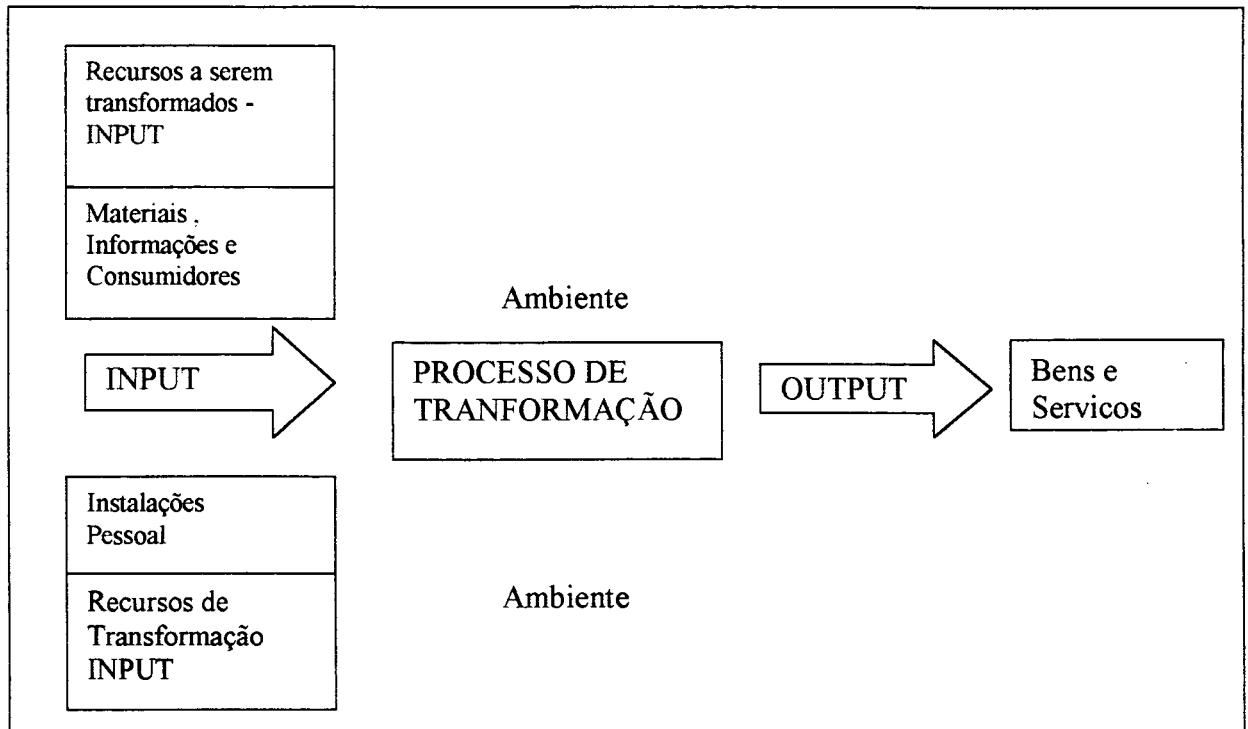 Recursos a serem
transformados -
INPUT
Materiais .
Informações e
Consumidores
Ambiente
INPUT
PROCESSO DE
TRANFORMAÇÃO
OUTPUT
Bens e
Servicos
Instalações
Pessoal
Recursos de
Transformação
INPUT
Ambiente